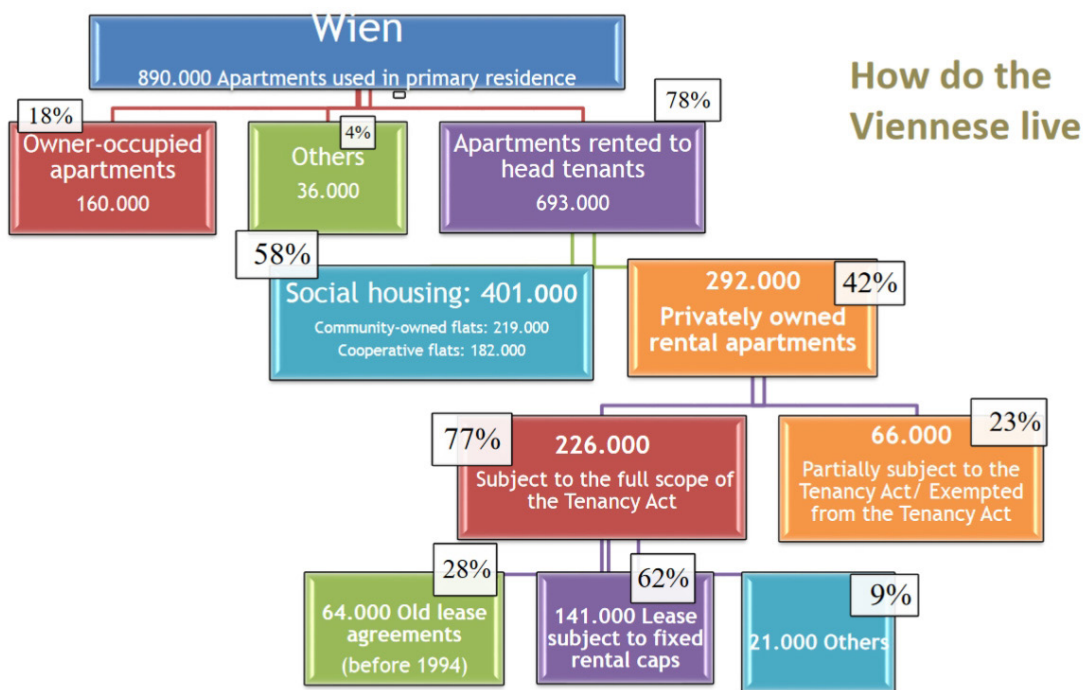 Wien
890.000 Apartments used in primary residence
How do the
Viennese live
18%
Owner-occupied
apartments
160.000
4%
Others
36.000
78%
Apartments rented to
head tenants
693.000
58%
Social housing: 401.000
Community-owned flats: 219.000
Cooperative flats: 182.000
42%
292.000
Privately owned
rental apartments
77%
226.000
Subject to the full scope of
the Tenancy Act
23%
66.000
Partially subject to the
Tenancy Act/ Exempted
from the Tenancy Act
28%
64.000 Old lease
agreements
(before 1994)
62%
141.000 Lease
subject to fixed
rental caps
9%
21.000 Others